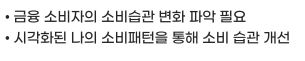 • 금융 소비자의 소비습관 변화 파악 필요
• 시각화된 나의 소비패턴을 통해 소비 습관 개선